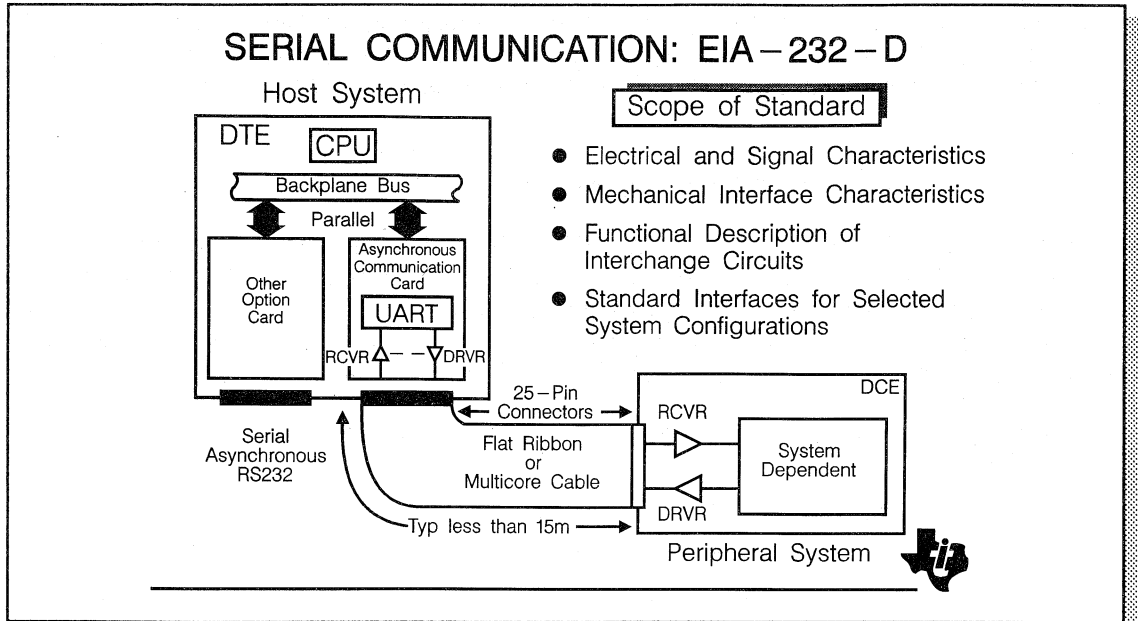 SERIAL COMMUNICATION: EIA–232–D
Host System
DTE
CPU
Backplane Bus
Parallel
Other
Option
Card
Asynchronous
Communication
Card
UART
RCVR
DRVR
Serial
Asynchronous
RS232
Scope of Standard
● Electrical and Signal Characteristics
● Mechanical Interface Characteristics
● Functional Description of
Interchange Circuits
● Standard Interfaces for Selected
System Configurations
25–Pin
Connectors
Flat Ribbon
or
Multicore Cable
Typ less than 15m
DCE
RCVR
System
Dependent
DRVR
Peripheral System
ti